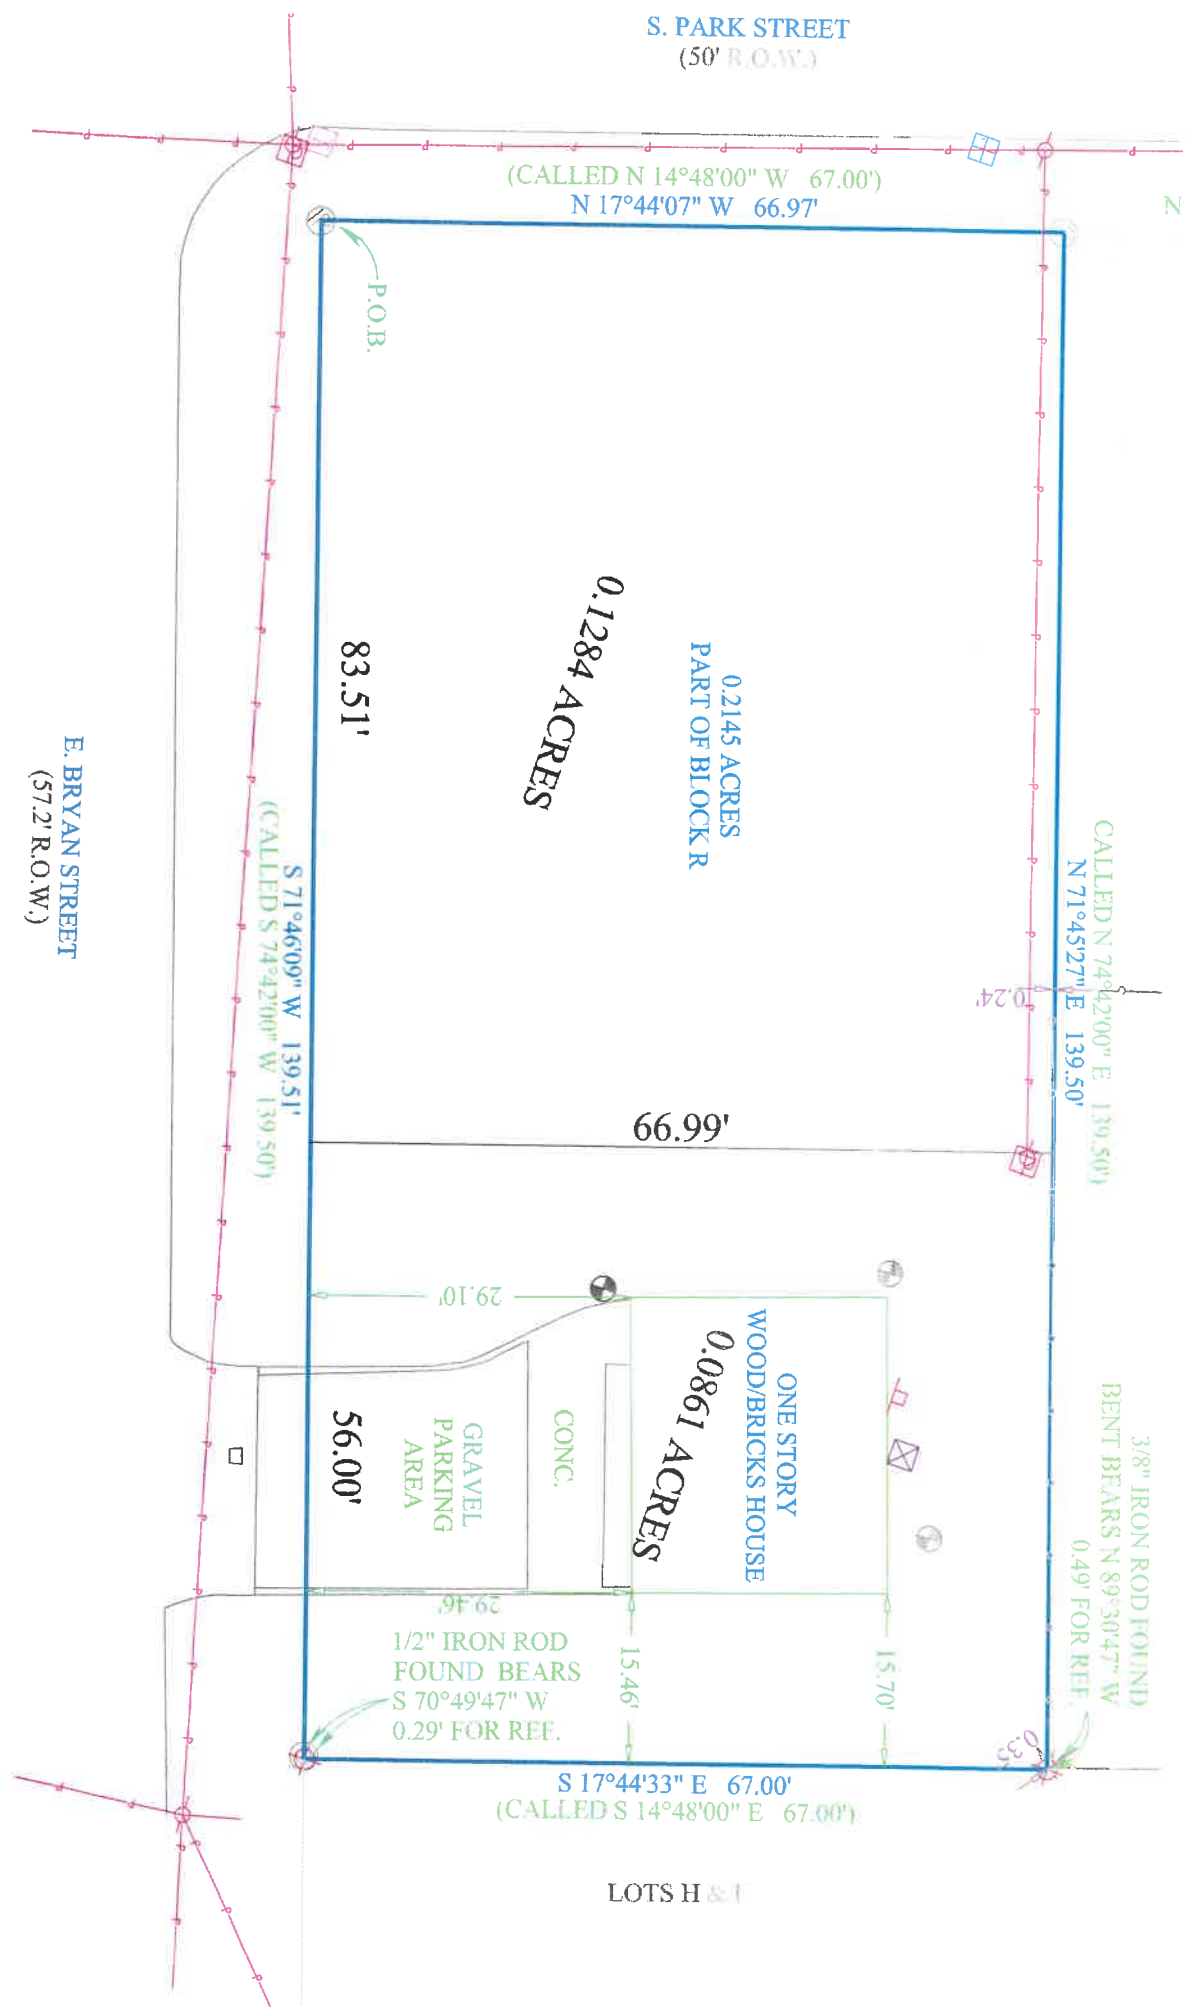 S. PARK STREET
(50' R.O.W.)
(CALLED N 14°48'00" W 67.00')
N 17°44'07" W 66.97'
N
P.O.B.
0.2145 ACRES
PART OF BLOCK R
0.1284 ACRES
83.51'
E. BRYAN STREET
(57.2' R.O.W.)
S 71°46'09" W 139.51'
(CALLED S 74°42'00" W 139.50')
CALLED N 74°42'00" E 139.50')
N 71°45'27" E 139.50'
0.24'
66.99'
29.10'
ONE STORY
WOOD/BRICKS HOUSE
0.0861 ACRES
CONC.
GRAVEL
PARKING
AREA
56.00'
3/8" IRON ROD FOUND
BENT BEARS N 89°30'47" W
0.49' FOR REF.
29.46'
1/2" IRON ROD
FOUND BEARS
S 70°49'47" W
0.29' FOR REF.
15.46'
15.70'
0.35'
S 17°44'33" E 67.00'
(CALLED S 14°48'00" E 67.00')
LOTS H & I